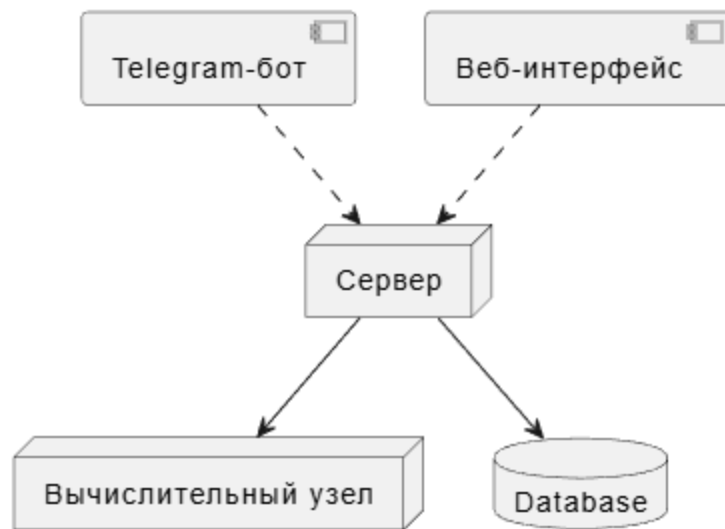 Telegram-бот
Веб-интерфейс
Сервер
Вычислительный узел
Database